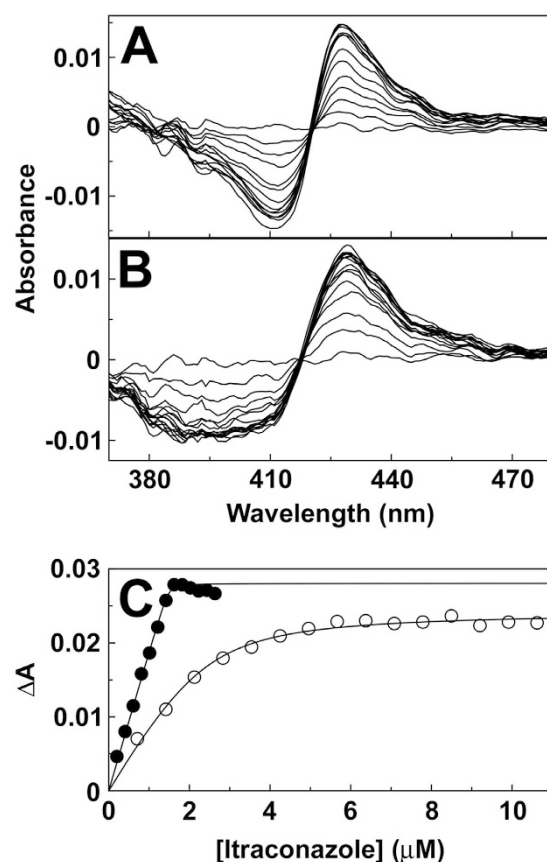 A
0.01
0
-0.01
Absorbance
B
0.01
0
-0.01
380 410 440 470
Wavelength (nm)
C
0.03
0.02
0.01
0
ΔA
0 2 4 6 8 10
[Itraconazole] (μM)